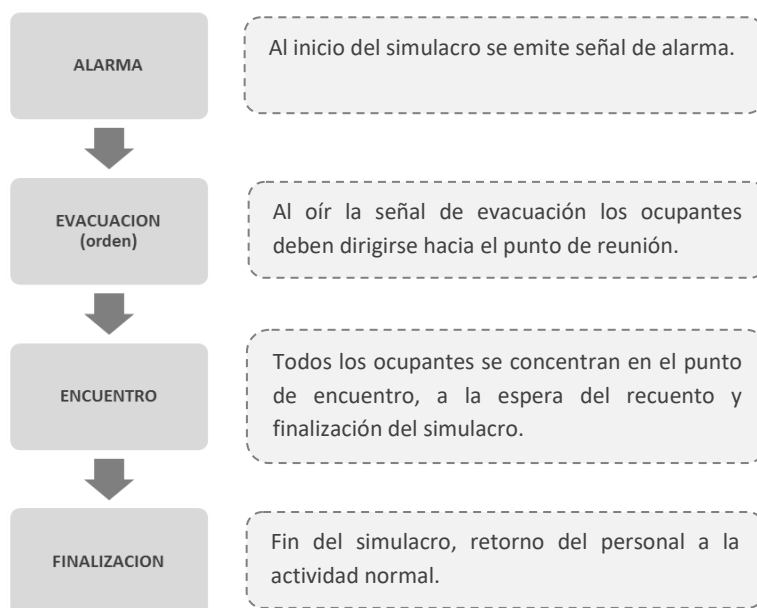 ALARMA
Al inicio del simulacro se emite señal de alarma.
EVACUACION
(orden)
Al oír la señal de evacuación los ocupantes
deben dirigirse hacia el punto de reunión.
ENCUENTRO
Todos los ocupantes se concentran en el punto
de encuentro, a la espera del recuento y
finalización del simulacro.
FINALIZACION
Fin del simulacro, retorno del personal a la
actividad normal.